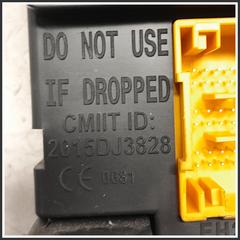 DO NOT USE
IF DROPPED
CMIIT ID:
2015DJ3828
CE 0681